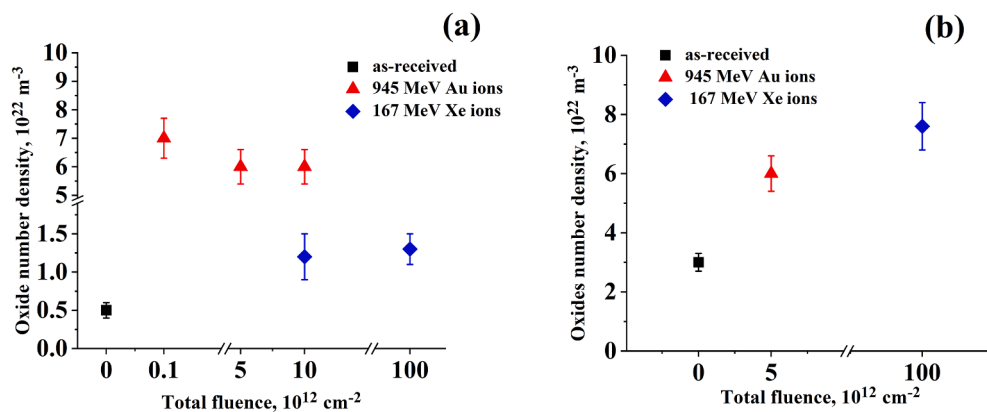 (a)
as-received
945 MeV Au ions
167 MeV Xe ions
Oxide number density, 10²² m⁻³
10
9
8
7
6
5
1.5
1.0
0.5
0.0
0
0.1
5
10
100
Total fluence, 10¹² cm⁻²
(b)
as-received
945 MeV Au ions
167 MeV Xe ions
Oxides number density, 10²² m⁻³
10
8
6
4
2
0
0
5
100
Total fluence, 10¹² cm⁻²